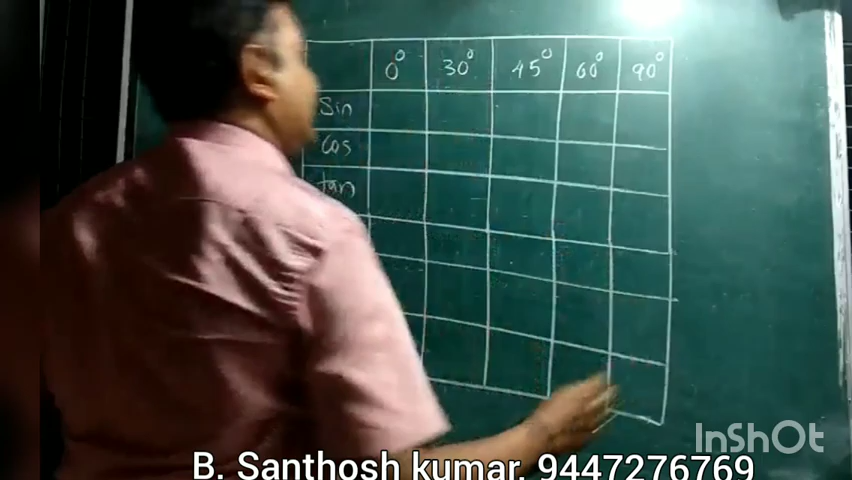 0° 30° 45° 60° 90°
Sin
Cos
tan
InShOt
B. Santhosh kumar, 9447276769